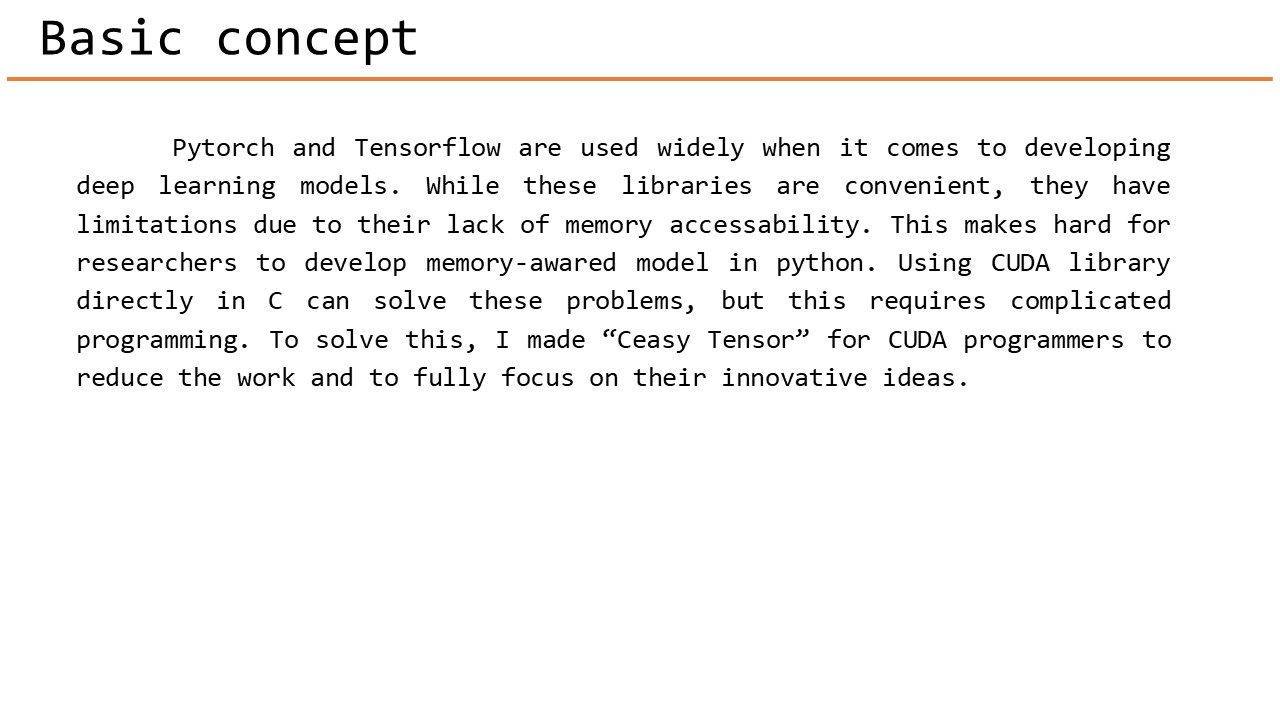 Basic concept
Pytorch and Tensorflow are used widely when it comes to developing
deep learning models. While these libraries are convenient, they have
limitations due to their lack of memory accessability. This makes hard for
researchers to develop memory-awared model in python. Using CUDA library
directly in C can solve these problems, but this requires complicated
programming. To solve this, I made “Ceasy Tensor” for CUDA programmers to
reduce the work and to fully focus on their innovative ideas.